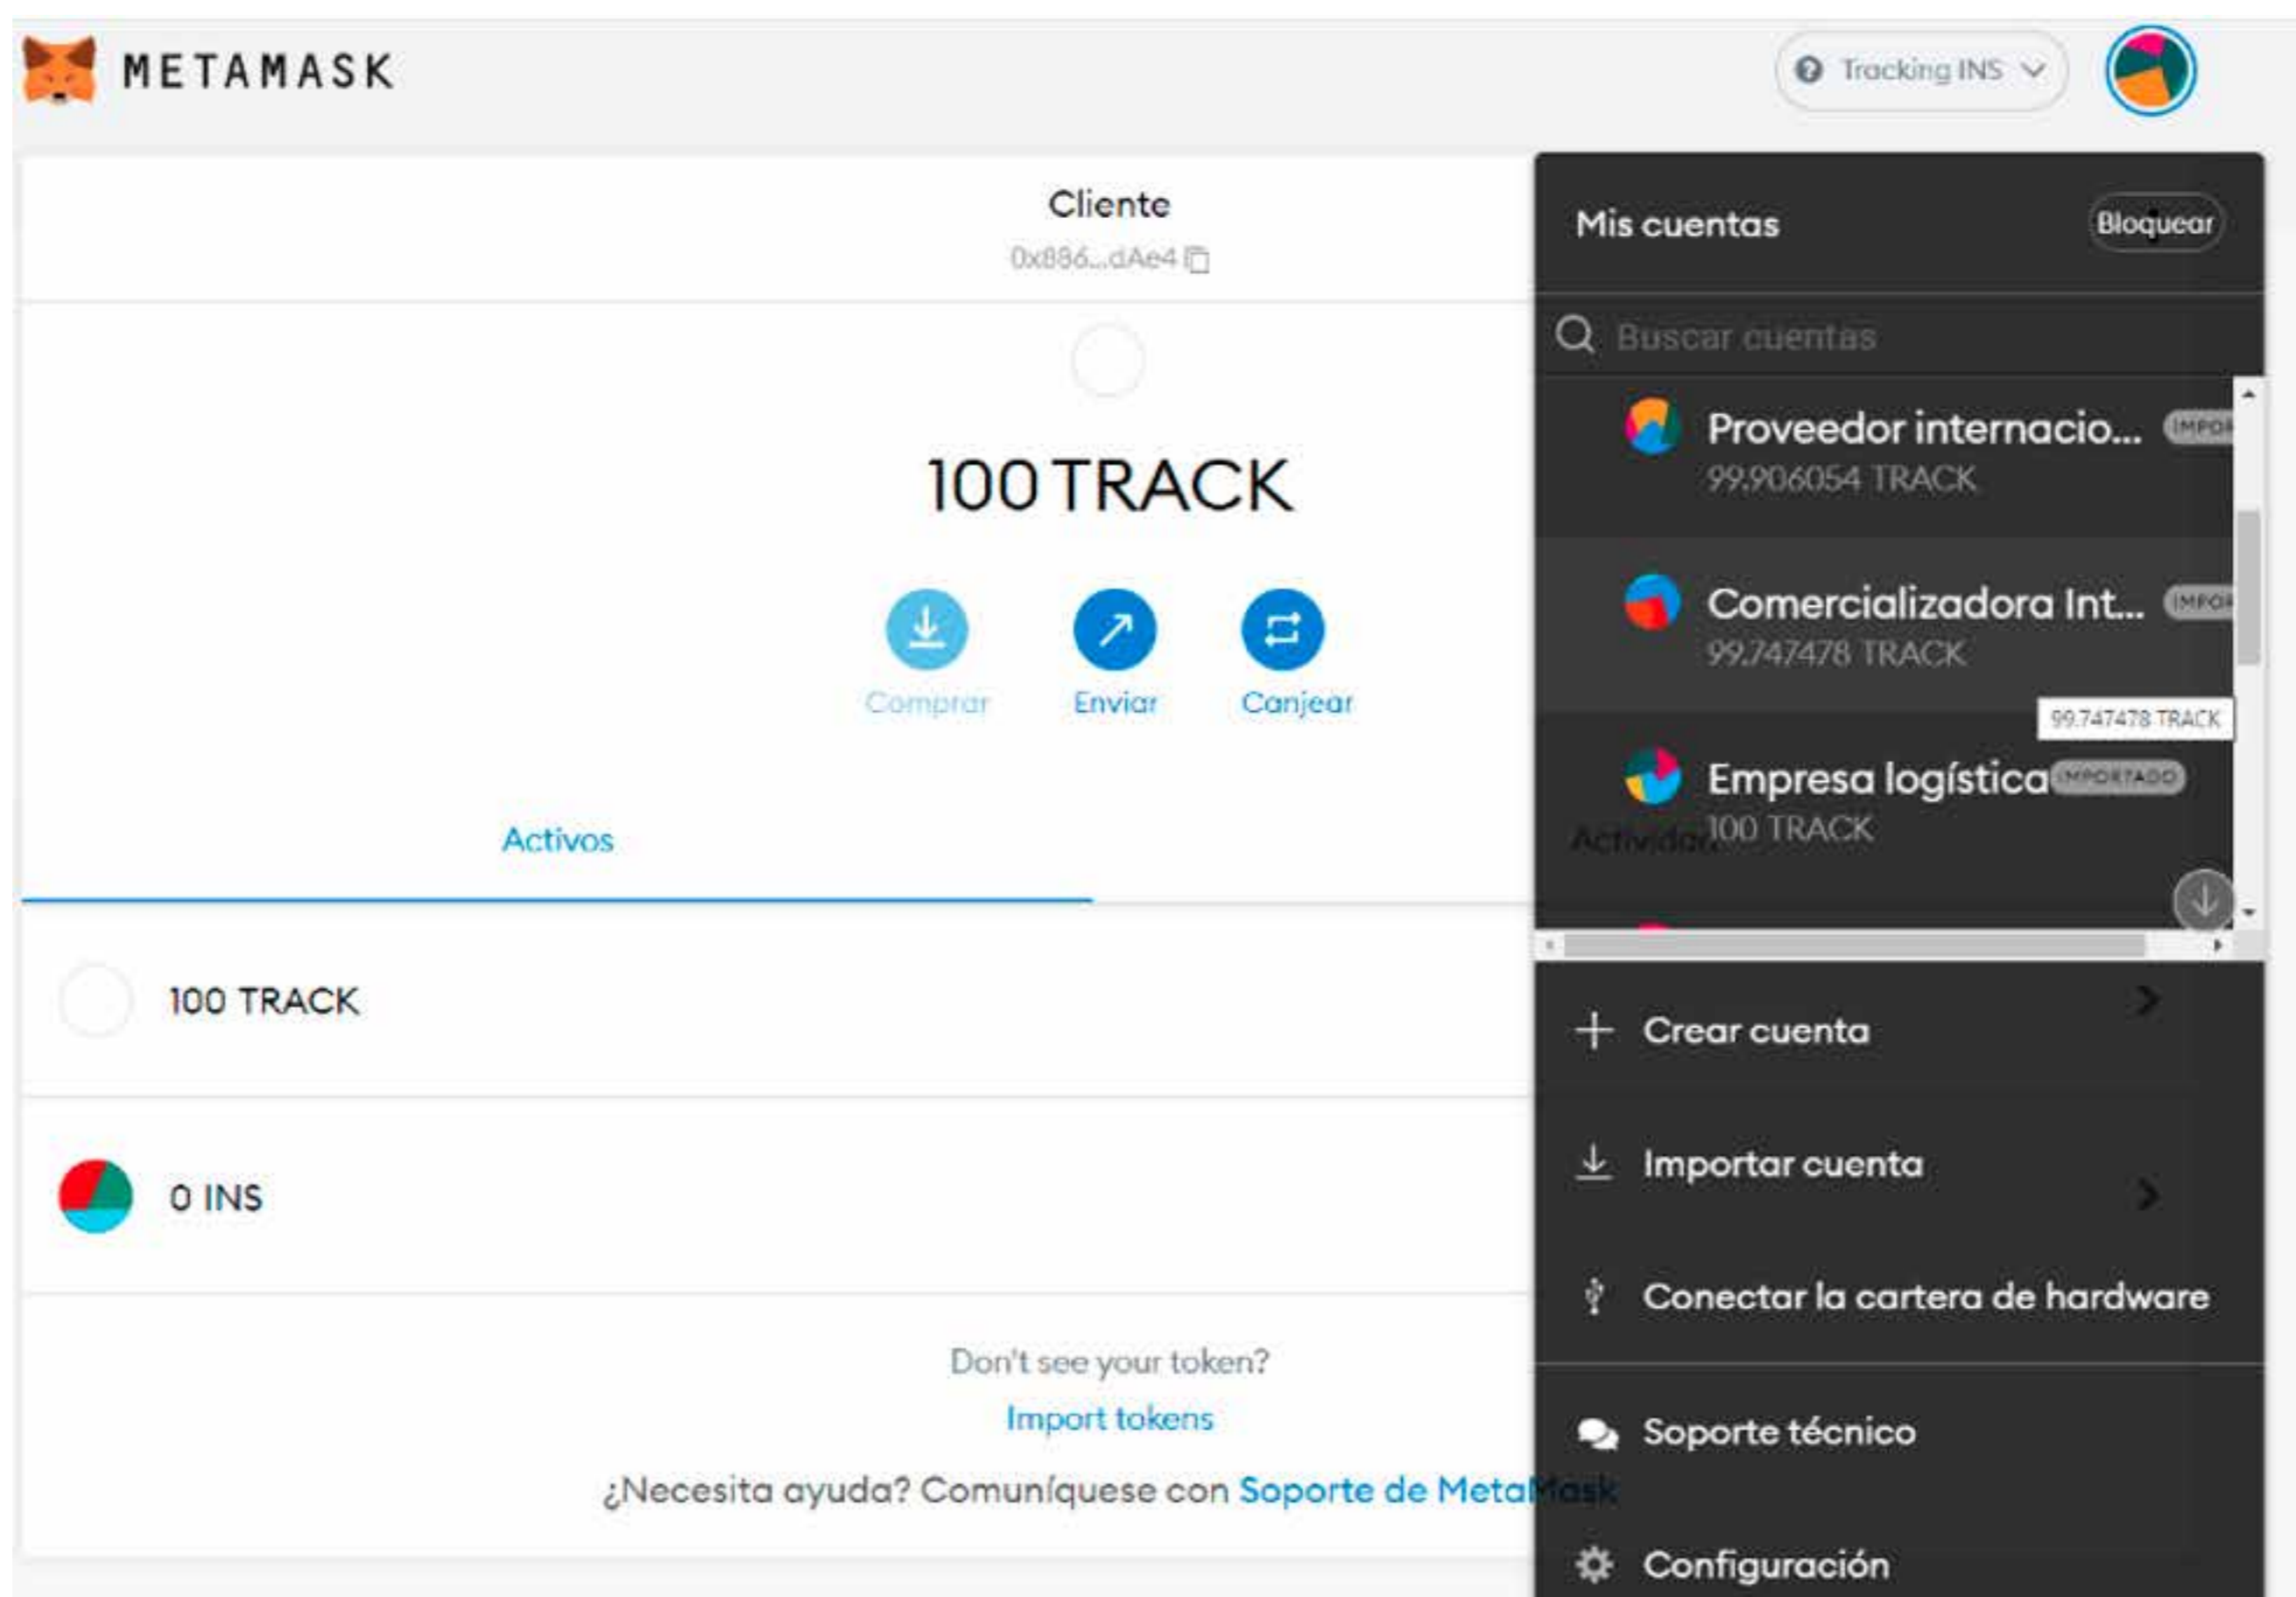 METAMASK
Tracking INS
Cliente
0x886...dAe4
100 TRACK
Comprar
Enviar
Canjear
Activos
Actividad
100 TRACK
0 INS
Don't see your token?
Import tokens
¿Necesita ayuda? Comuníquese con Soporte de MetaMask
Mis cuentas
Bloquear
Buscar cuentas
Proveedor internacio... IMPOR
99.906054 TRACK
Comercializadora Int... IMPOR
99.747478 TRACK
99.747478 TRACK
Empresa logística IMPORTADO
100 TRACK
Crear cuenta
Importar cuenta
Conectar la cartera de hardware
Soporte técnico
Configuración